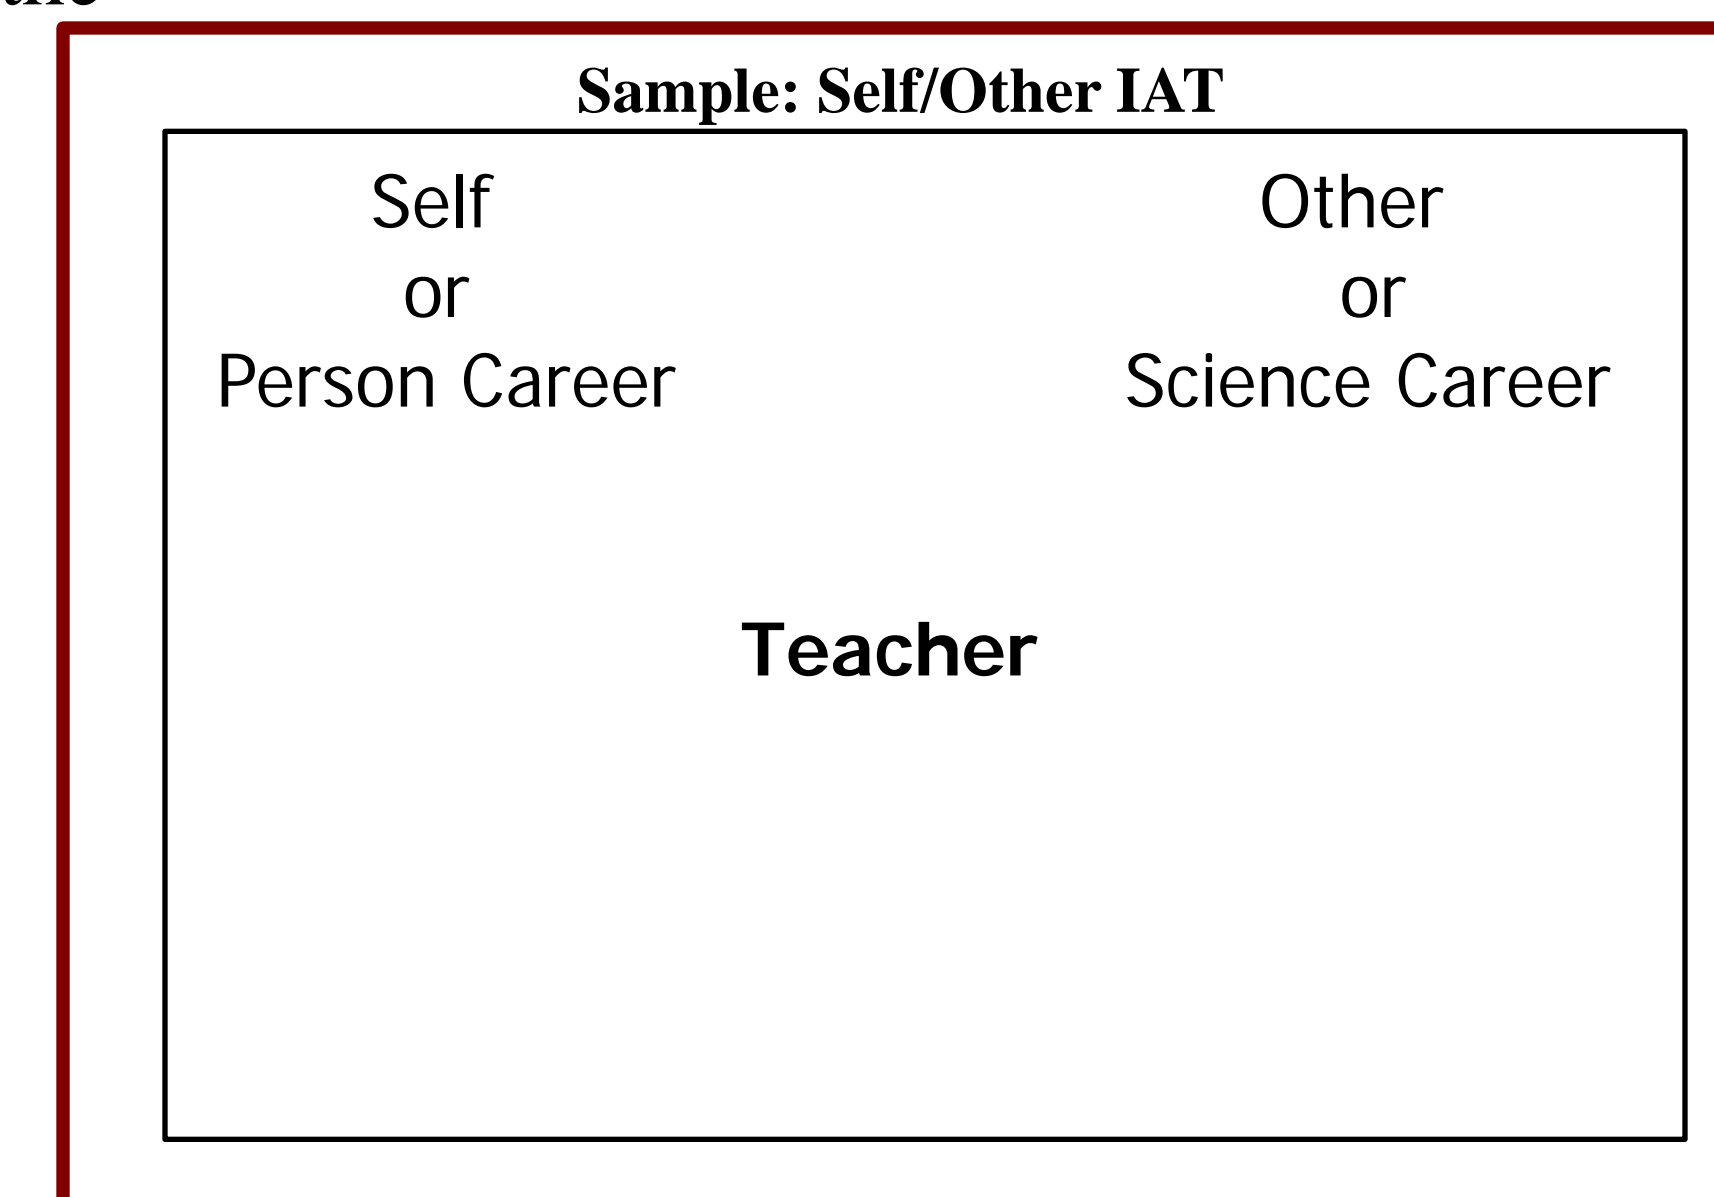 Sample: Self/Other IAT
Self Other
or or
Person Career Science Career
Teacher